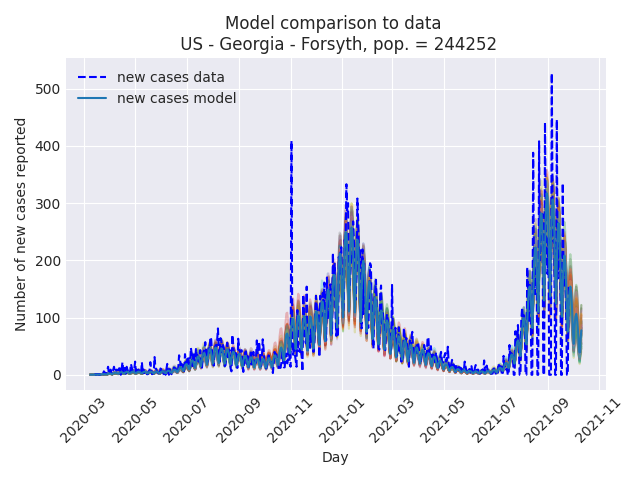 Model comparison to data
US - Georgia - Forsyth, pop. = 244252
new cases data
new cases model
Number of new cases reported
500
400
300
200
100
0
2020-03
2020-05
2020-07
2020-09
2020-11
2021-01
2021-03
2021-05
2021-07
2021-09
2021-11
Day